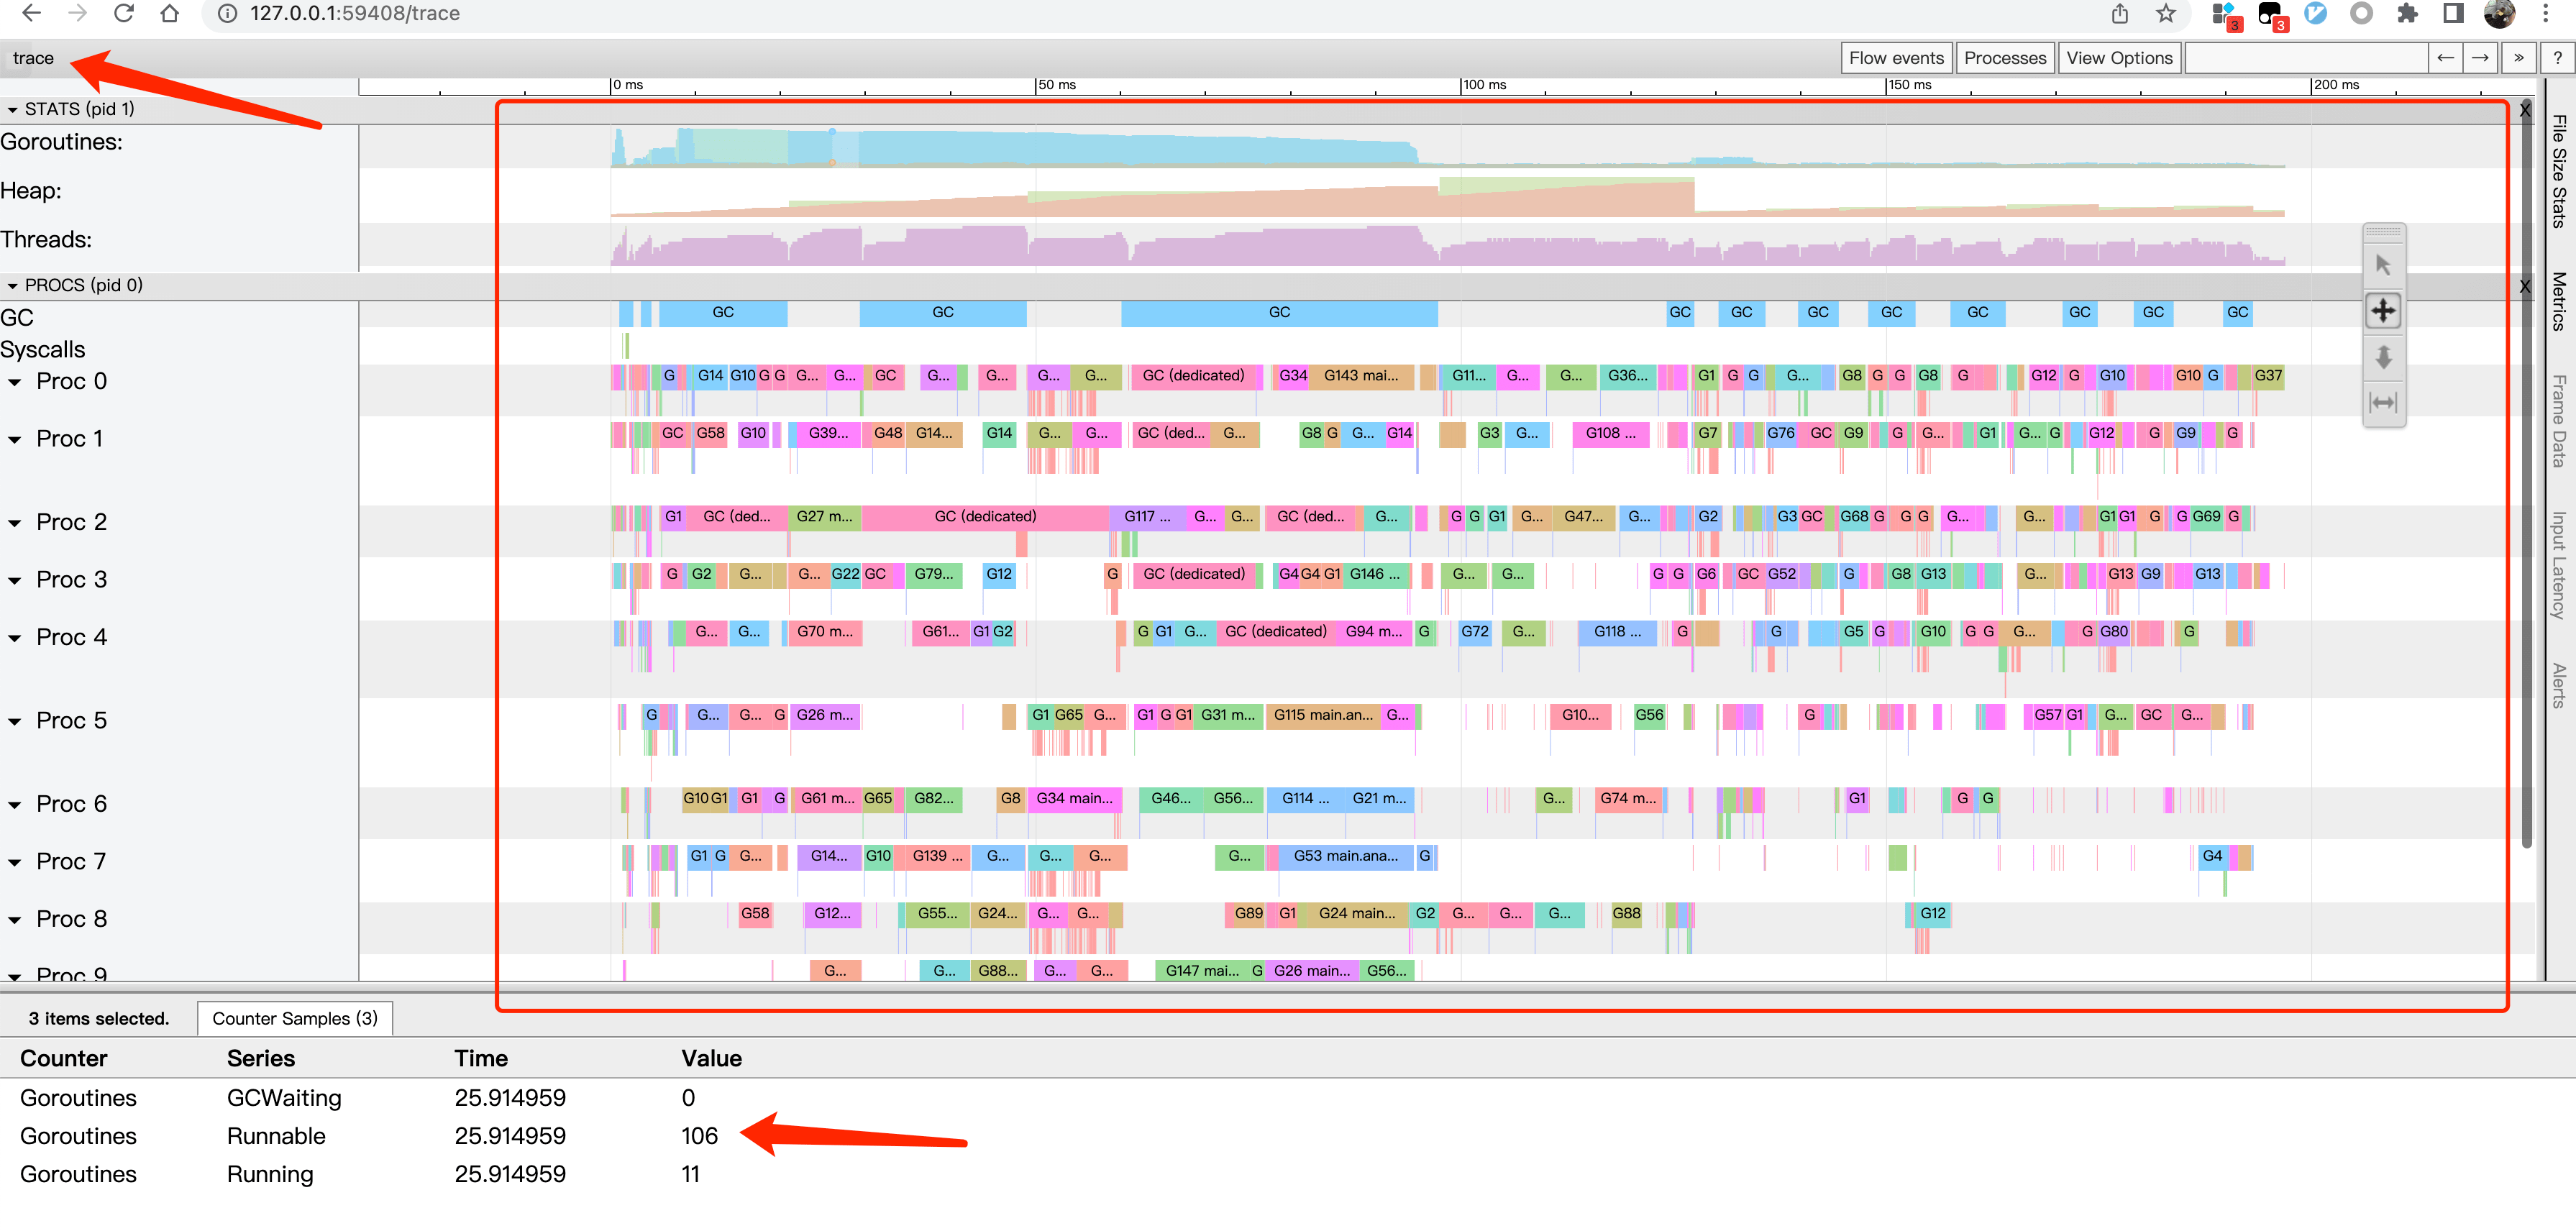 127.0.0.1:59408/trace
3 3
trace Flow events Processes View Options ← → » ?
0 ms 50 ms 100 ms 150 ms 200 ms
STATS (pid 1) X
Goroutines:
Heap:
Threads:
PROCS (pid 0) X
GC GC GC GC GC GC GC GC GC GC GC GC
Syscalls
Proc 0 G G14 G10 G G G... G... GC G... G... G... G... GC (dedicated) G34 G143 mai... G11... G... G... G36... G1 G G G... G8 G G G8 G G12 G G10 G10 G G37
Proc 1 GC G58 G10 G39... G48 G14... G14 G... G... GC (ded... G... G8 G G... G14 G3 G... G108 ... G7 G76 GC G9 G G... G1 G... G G12 G G9 G
Proc 2 G1 GC (ded... G27 m... GC (dedicated) G117 ... G... G... GC (ded... G... G G G1 G... G47... G... G2 G3 GC G68 G G G G... G... G1 G1 G G G69 G
Proc 3 G G2 G... G... G22 GC G79... G12 G GC (dedicated) G4 G4 G1 G146 ... G... G... G G G6 GC G52 G G8 G13 G... G13 G9 G13
Proc 4 G... G... G70 m... G61... G1 G2 G G1 G... GC (dedicated) G94 m... G G72 G... G118 ... G G G5 G G10 G G G... G G80 G
Proc 5 G G... G... G G26 m... G1 G65 G... G1 G G1 G31 m... G115 main.an... G... G10... G56 G G57 G1 G... GC G...
Proc 6 G10 G1 G1 G G61 m... G65 G82... G8 G34 main... G46... G56... G114 ... G21 m... G... G74 m... G1 G G
Proc 7 G1 G G... G14... G10 G139 ... G... G... G... G... G53 main.ana... G G4
Proc 8 G58 G12... G55... G24... G... G... G89 G1 G24 main... G2 G... G... G... G88 G12
Proc 9 G... G... G88... G... G... G147 mai... G G26 main... G56...
File Size Stats
Metrics
Frame Data
Input Latency
Alerts
3 items selected. Counter Samples (3)
Counter Series Time Value
Goroutines GCWaiting 25.914959 0
Goroutines Runnable 25.914959 106
Goroutines Running 25.914959 11